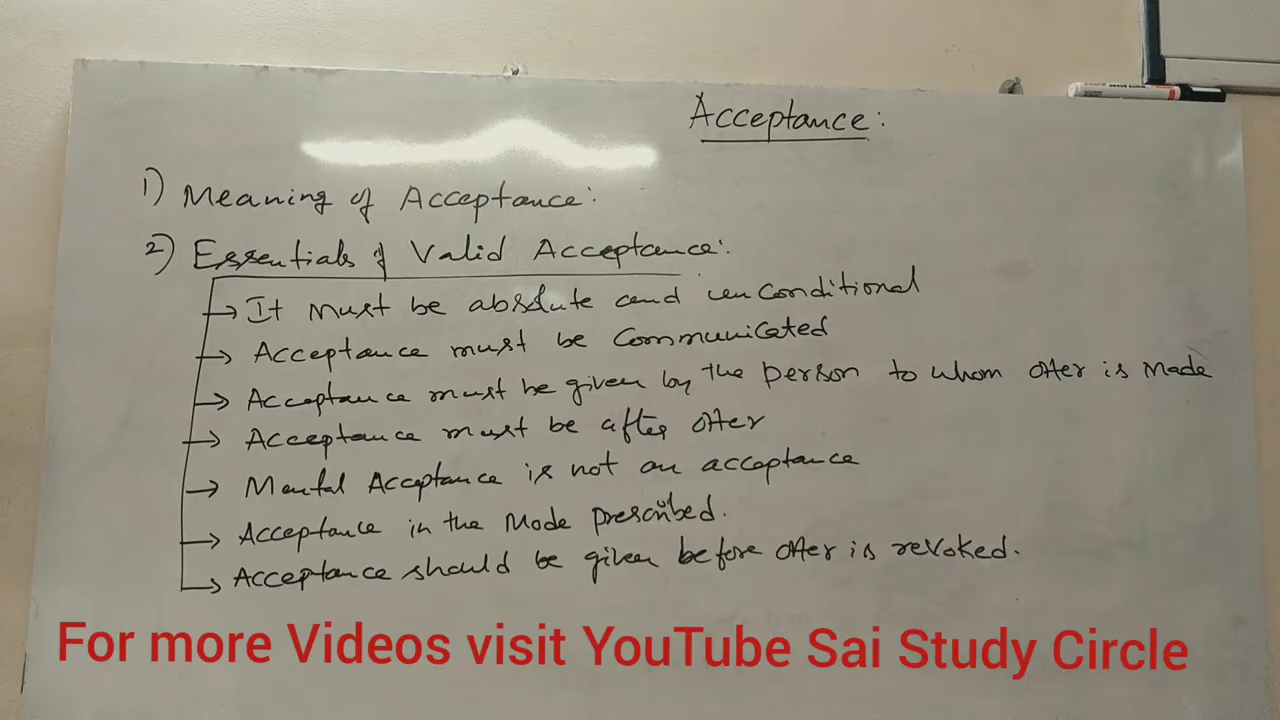 Acceptance:
1) Meaning of Acceptance:
2) Essentials of Valid Acceptance:
→ It must be absolute and unconditional
→ Acceptance must be Communicated
→ Acceptance must be given by the person to whom offer is made
→ Acceptance must be after offer
→ Mental Acceptance is not an acceptance
→ Acceptance in the Mode prescribed.
→ Acceptance should be given before offer is revoked.
For more Videos visit YouTube Sai Study Circle